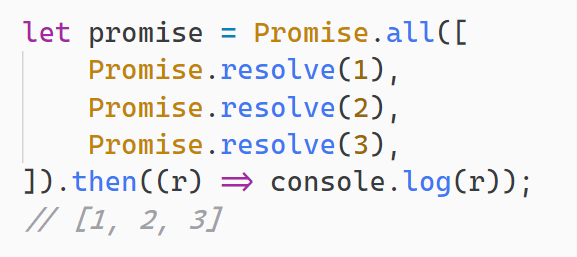 let promise = Promise.all([
    Promise.resolve(1),
    Promise.resolve(2),
    Promise.resolve(3),
]).then((r) => console.log(r));
// [1, 2, 3]